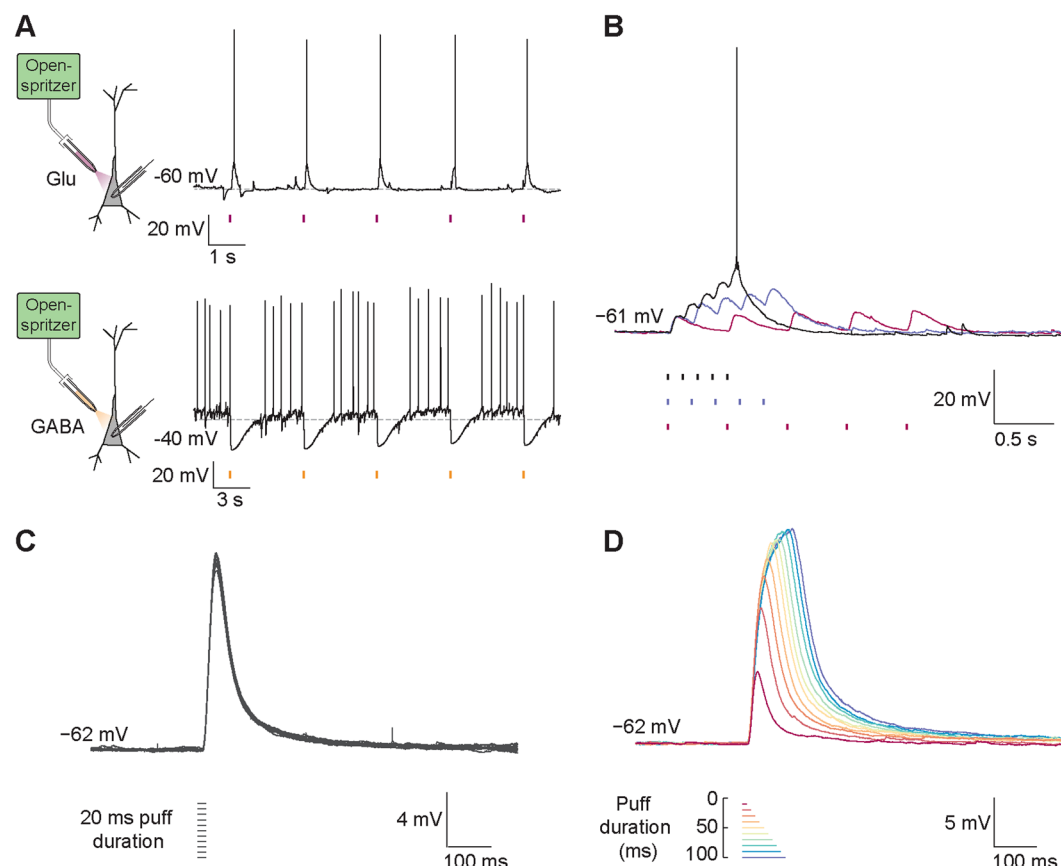 A
Open-
spritzer
Glu
-60 mV
20 mV
1 s
Open-
spritzer
GABA
-40 mV
20 mV
3 s
B
−61 mV
20 mV
0.5 s
C
−62 mV
20 ms puff
duration
4 mV
100 ms
D
−62 mV
Puff
duration
(ms)
0
50
100
5 mV
100 ms